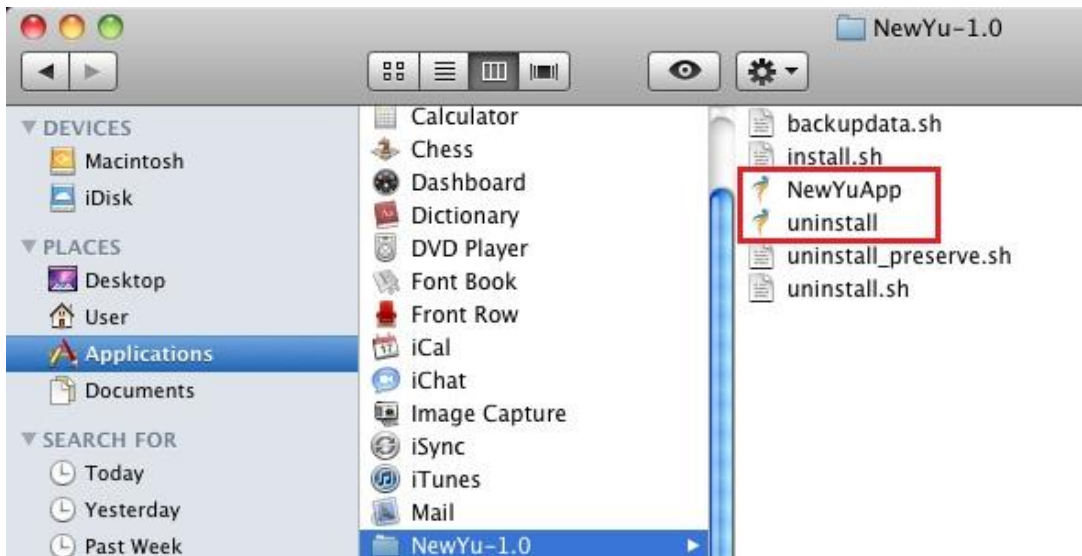 NewYu-1.0
DEVICES
Macintosh
iDisk
PLACES
Desktop
User
Applications
Documents
SEARCH FOR
Today
Yesterday
Past Week
Calculator
Chess
Dashboard
Dictionary
DVD Player
Font Book
Front Row
iCal
iChat
Image Capture
iSync
iTunes
Mail
NewYu-1.0
backupdata.sh
install.sh
NewYuApp
uninstall
uninstall_preserve.sh
uninstall.sh